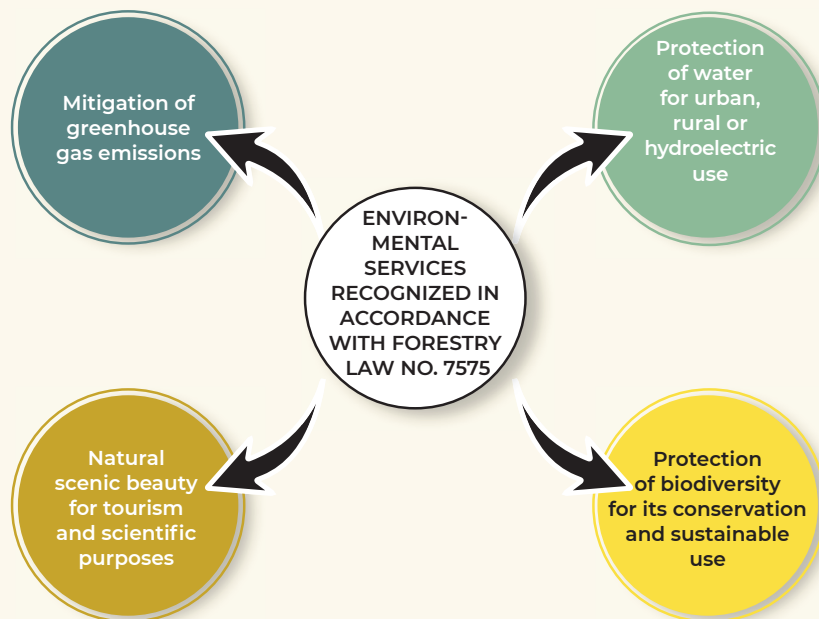 Mitigation of
greenhouse
gas emissions
Protection
of water
for urban,
rural or
hydroelectric
use
ENVIRON-
MENTAL
SERVICES
RECOGNIZED IN
ACCORDANCE
WITH FORESTRY
LAW NO. 7575
Natural
scenic beauty
for tourism
and scientific
purposes
Protection
of biodiversity
for its conservation
and sustainable
use